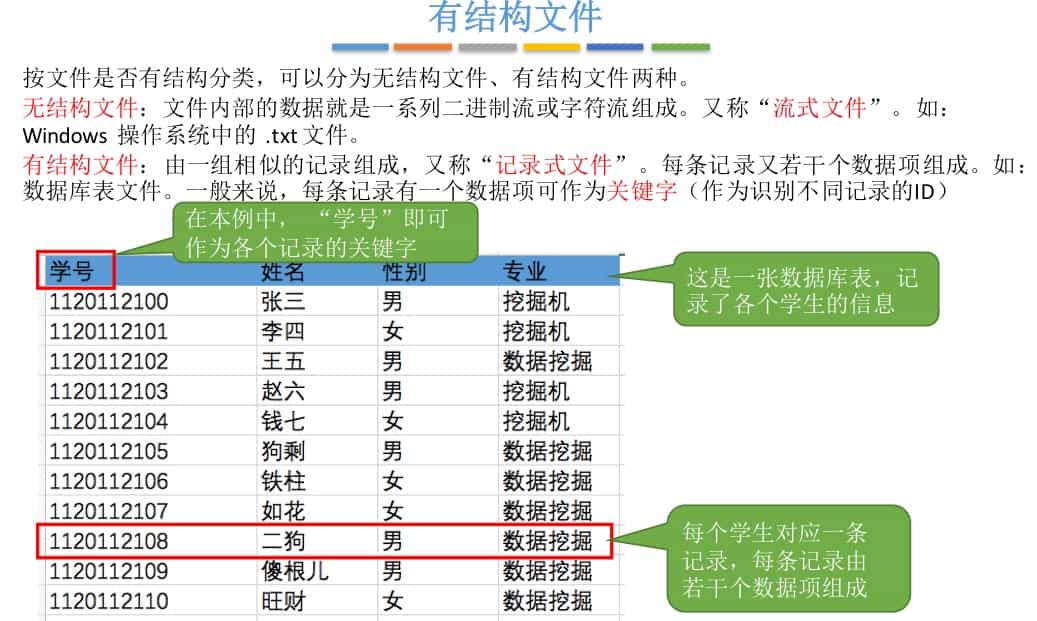 有结构文件
按文件是否有结构分类，可以分为无结构文件、有结构文件两种。
无结构文件：文件内部的数据就是一系列二进制流或字符流组成。又称“流式文件”。如：
Windows 操作系统中的 .txt 文件。
有结构文件：由一组相似的记录组成，又称“记录式文件”。每条记录又若干个数据项组成。如：
数据库表文件。一般来说，每条记录有一个数据项可作为关键字（作为识别不同记录的ID）
在本例中， “学号”即可
作为各个记录的关键字
这是一张数据库表，记
录了各个学生的信息
学号 姓名 性别 专业
1120112100 张三 男 挖掘机
1120112101 李四 女 挖掘机
1120112102 王五 男 数据挖掘
1120112103 赵六 男 挖掘机
1120112104 钱七 女 挖掘机
1120112105 狗剩 男 数据挖掘
1120112106 铁柱 女 数据挖掘
1120112107 如花 女 数据挖掘
1120112108 二狗 男 数据挖掘
1120112109 傻根儿 男 数据挖掘
1120112110 旺财 女 数据挖掘
每个学生对应一条
记录，每条记录由
若干个数据项组成